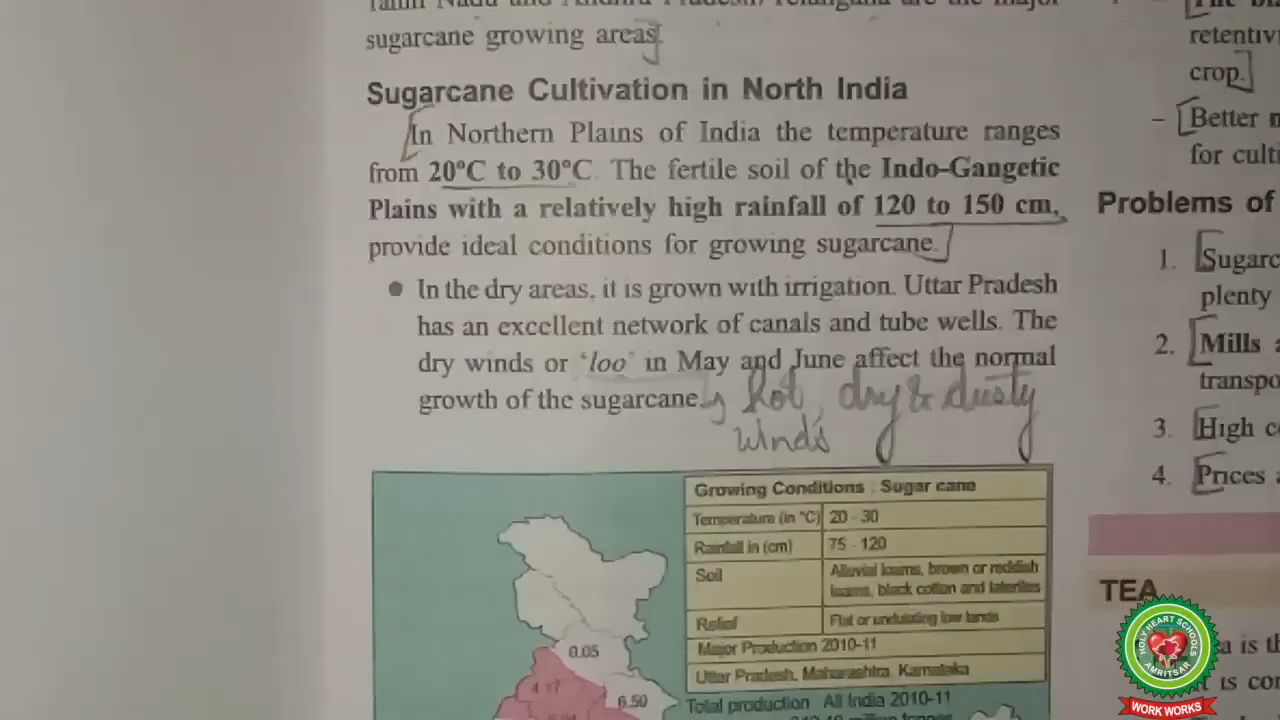 Tamil Nadu and Andhra Pradesh, Telangana are the major
sugarcane growing areas.
Sugarcane Cultivation in North India
In Northern Plains of India the temperature ranges
from 20°C to 30°C. The fertile soil of the Indo-Gangetic
Plains with a relatively high rainfall of 120 to 150 cm,
provide ideal conditions for growing sugarcane.
● In the dry areas, it is grown with irrigation. Uttar Pradesh
has an excellent network of canals and tube wells. The
dry winds or 'loo' in May and June affect the normal
growth of the sugarcane.
hot, dry & dusty
winds
Growing Conditions : Sugar cane
Temperature (in °C) 20 - 30
Rainfall in (cm) 75 - 120
Soil Alluvial loams, brown or reddish
loams, black cotton and laterites
Relief Flat or undulating low lands
Major Production 2010-11
Uttar Pradesh, Maharashtra, Karnataka
Total production All India 2010-11
million tonnes
0.05
4.17
6.50
retentiv
crop.
– Better
for culti
Problems of
1. Sugarc
plenty
2. Mills
transpo
3. High c
4. Prices
TEA
a is th
is con
HOLY HEART SCHOOLS
AMRITSAR
WORK WORKS